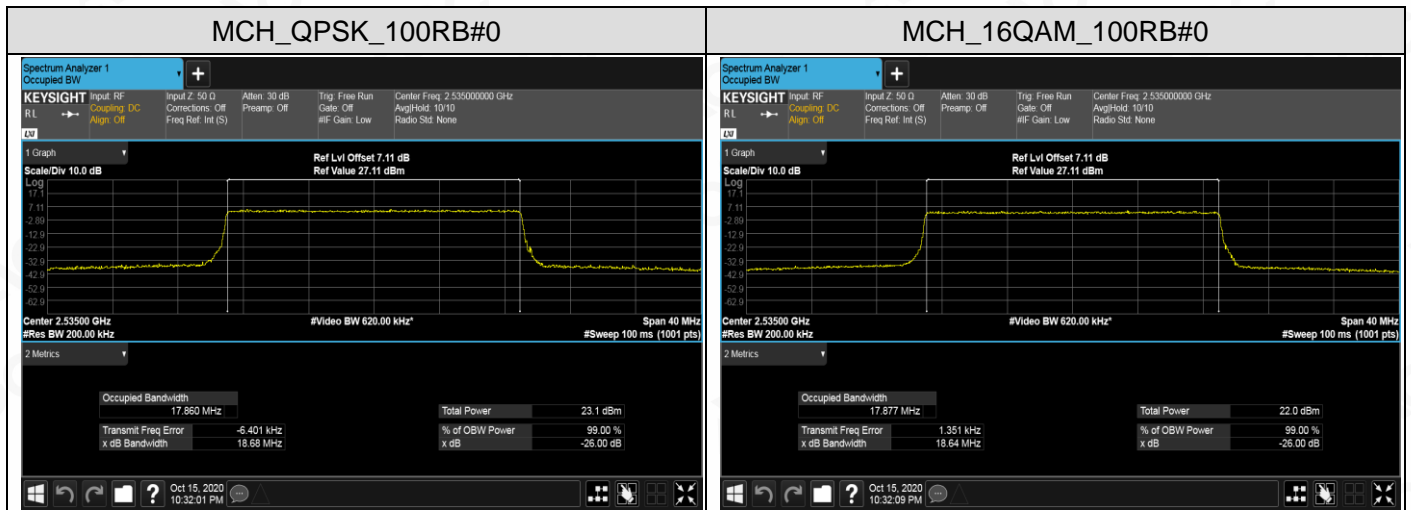 MCH_QPSK_100RB#0
Spectrum Analyzer 1
Occupied BW
+
KEYSIGHT
RL
LXI
Input: RF
Coupling: DC
Align: Off
Input Z: 50 Ω
Corrections: Off
Freq Ref: Int (S)
Atten: 30 dB
Preamp: Off
Trig: Free Run
Gate: Off
#IF Gain: Low
Center Freq: 2.535000000 GHz
Avg|Hold: 10/10
Radio Std: None
1 Graph
Scale/Div 10.0 dB
Ref Lvl Offset 7.11 dB
Ref Value 27.11 dBm
Log
17.1
7.11
-2.89
-12.9
-22.9
-32.9
-42.9
-52.9
-62.9
Center 2.53500 GHz
#Res BW 200.00 kHz
#Video BW 620.00 kHz*
Span 40 MHz
#Sweep 100 ms (1001 pts)
2 Metrics
Occupied Bandwidth
17.860 MHz
Total Power 23.1 dBm
Transmit Freq Error -6.401 kHz
x dB Bandwidth 18.68 MHz
% of OBW Power 99.00 %
x dB -26.00 dB
?
Oct 15, 2020
10:32:01 PM
MCH_16QAM_100RB#0
Spectrum Analyzer 1
Occupied BW
+
KEYSIGHT
RL
LXI
Input: RF
Coupling: DC
Align: Off
Input Z: 50 Ω
Corrections: Off
Freq Ref: Int (S)
Atten: 30 dB
Preamp: Off
Trig: Free Run
Gate: Off
#IF Gain: Low
Center Freq: 2.535000000 GHz
Avg|Hold: 10/10
Radio Std: None
1 Graph
Scale/Div 10.0 dB
Ref Lvl Offset 7.11 dB
Ref Value 27.11 dBm
Log
17.1
7.11
-2.89
-12.9
-22.9
-32.9
-42.9
-52.9
-62.9
Center 2.53500 GHz
#Res BW 200.00 kHz
#Video BW 620.00 kHz*
Span 40 MHz
#Sweep 100 ms (1001 pts)
2 Metrics
Occupied Bandwidth
17.877 MHz
Total Power 22.0 dBm
Transmit Freq Error 1.351 kHz
x dB Bandwidth 18.64 MHz
% of OBW Power 99.00 %
x dB -26.00 dB
?
Oct 15, 2020
10:32:09 PM